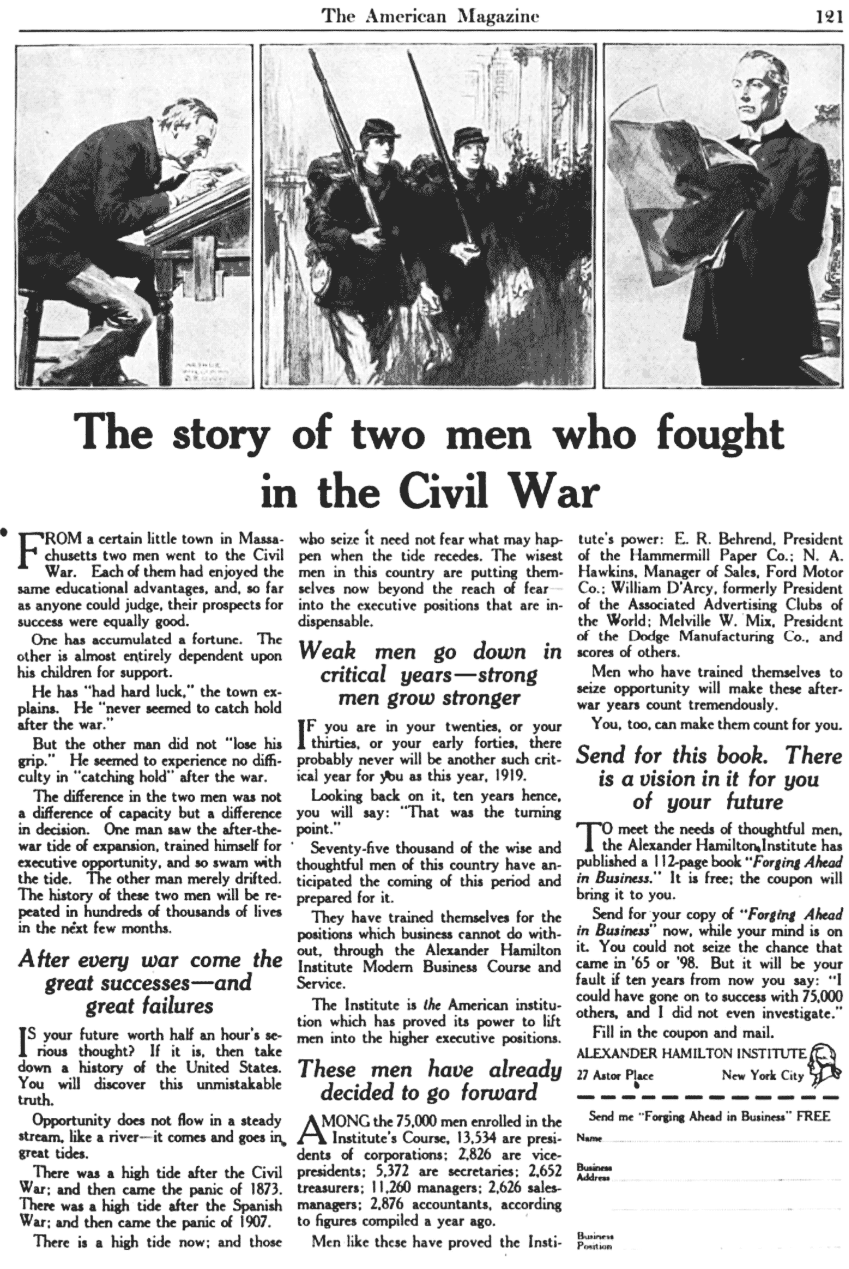 The American Magazine 121
ARTHUR
WILLIAM
BROWN
The story of two men who fought
in the Civil War
FROM a certain little town in Massa-
chusetts two men went to the Civil
War. Each of them had enjoyed the
same educational advantages, and, so far
as anyone could judge, their prospects for
success were equally good.
One has accumulated a fortune. The
other is almost entirely dependent upon
his children for support.
He has "had hard luck," the town ex-
plains. He "never seemed to catch hold
after the war."
But the other man did not "lose his
grip." He seemed to experience no diffi-
culty in "catching hold" after the war.
The difference in the two men was not
a difference of capacity but a difference
in decision. One man saw the after-the-
war tide of expansion, trained himself for
executive opportunity, and so swam with
the tide. The other man merely drifted.
The history of these two men will be re-
peated in hundreds of thousands of lives
in the next few months.
After every war come the
great successes—and
great failures
IS your future worth half an hour's se-
rious thought? If it is, then take
down a history of the United States.
You will discover this unmistakable
truth.
Opportunity does not flow in a steady
stream, like a river—it comes and goes in
great tides.
There was a high tide after the Civil
War; and then came the panic of 1873.
There was a high tide after the Spanish
War; and then came the panic of 1907.
There is a high tide now; and those
who seize it need not fear what may hap-
pen when the tide recedes. The wisest
men in this country are putting them-
selves now beyond the reach of fear—
into the executive positions that are in-
dispensable.
Weak men go down in
critical years—strong
men grow stronger
IF you are in your twenties, or your
thirties, or your early forties, there
probably never will be another such crit-
ical year for you as this year, 1919.
Looking back on it, ten years hence,
you will say: "That was the turning
point."
Seventy-five thousand of the wise and
thoughtful men of this country have an-
ticipated the coming of this period and
prepared for it.
They have trained themselves for the
positions which business cannot do with-
out, through the Alexander Hamilton
Institute Modern Business Course and
Service.
The Institute is the American institu-
tion which has proved its power to lift
men into the higher executive positions.
These men have already
decided to go forward
AMONG the 75,000 men enrolled in the
Institute's Course, 13,534 are presi-
dents of corporations; 2,826 are vice-
presidents; 5,372 are secretaries; 2,652
treasurers; 11,260 managers; 2,626 sales-
managers; 2,876 accountants, according
to figures compiled a year ago.
Men like these have proved the Insti-
tute's power: E. R. Behrend, President
of the Hammermill Paper Co.; N. A.
Hawkins, Manager of Sales, Ford Motor
Co.; William D'Arcy, formerly President
of the Associated Advertising Clubs of
the World; Melville W. Mix, President
of the Dodge Manufacturing Co., and
scores of others.
Men who have trained themselves to
seize opportunity will make these after-
war years count tremendously.
You, too, can make them count for you.
Send for this book. There
is a vision in it for you
of your future
TO meet the needs of thoughtful men,
the Alexander Hamilton Institute has
published a 112-page book "Forging Ahead
in Business." It is free; the coupon will
bring it to you.
Send for your copy of "Forging Ahead
in Business" now, while your mind is on
it. You could not seize the chance that
came in '65 or '98. But it will be your
fault if ten years from now you say: "I
could have gone on to success with 75,000
others, and I did not even investigate."
Fill in the coupon and mail.
ALEXANDER HAMILTON INSTITUTE
27 Astor Place New York City
Send me "Forging Ahead in Business" FREE
Name
Business
Address
Business
Position